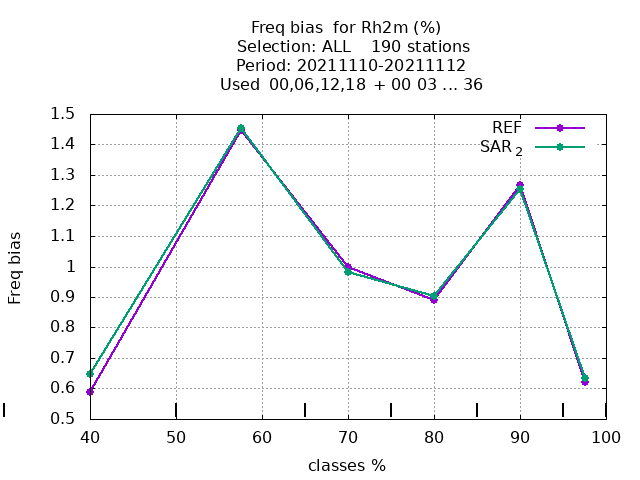 Freq bias  for Rh2m (%)
Selection: ALL    190 stations
Period: 20211110-20211112
Used  00,06,12,18  + 00 03 ... 36
REF
SAR 2
1.5
1.4
1.3
1.2
1.1
1
0.9
0.8
0.7
0.6
0.5
Freq bias
40 50 60 70 80 90 100
classes %